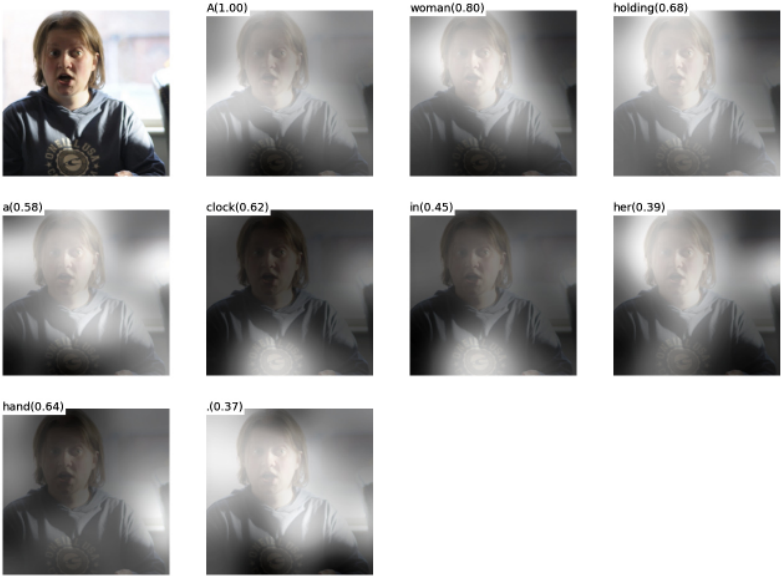 A(1.00) woman(0.80) holding(0.68)
a(0.58) clock(0.62) in(0.45) her(0.39)
hand(0.64) .(0.37)